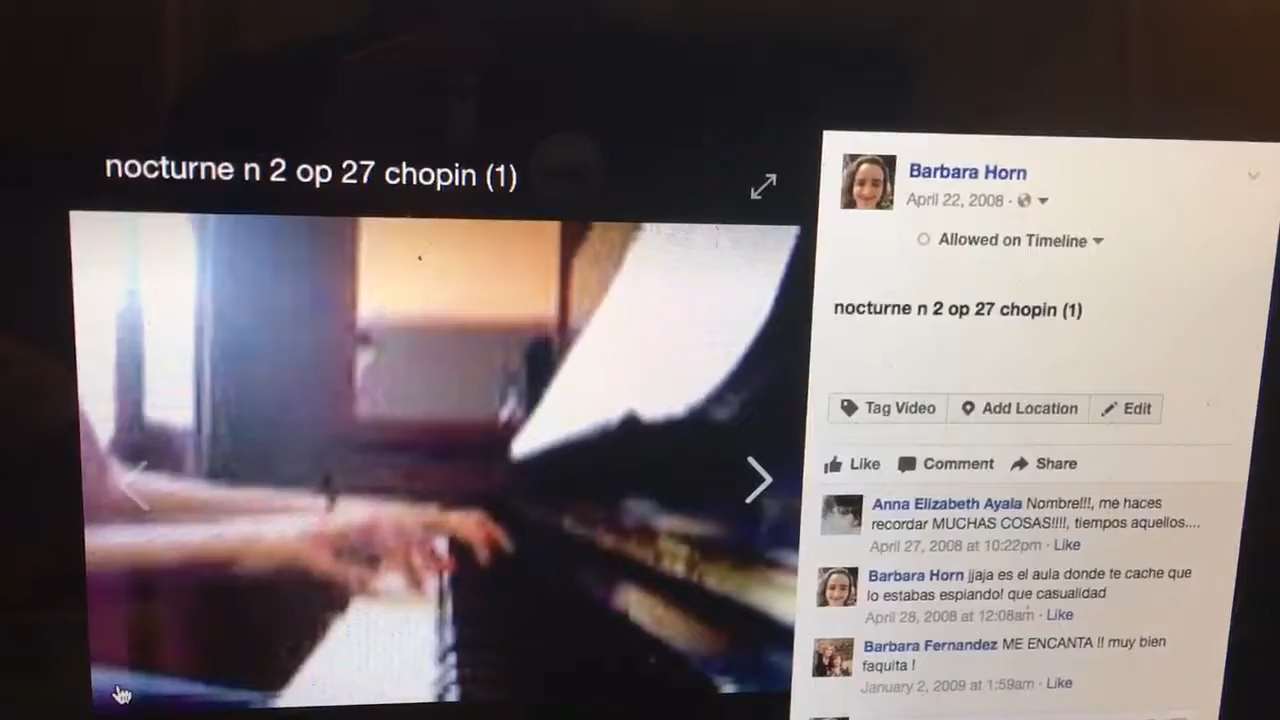 nocturne n 2 op 27 chopin (1)
Barbara Horn
April 22, 2008 ·
Allowed on Timeline
nocturne n 2 op 27 chopin (1)
Tag Video Add Location Edit
Like Comment Share
Anna Elizabeth Ayala Nombre!!!, me haces
recordar MUCHAS COSAS!!!!, tiempos aquellos....
April 27, 2008 at 10:22pm · Like
Barbara Horn jjaja es el aula donde te cache que
lo estabas espiando! que casualidad
April 28, 2008 at 12:08am · Like
Barbara Fernandez ME ENCANTA !! muy bien
faquita !
January 2, 2009 at 1:59am · Like